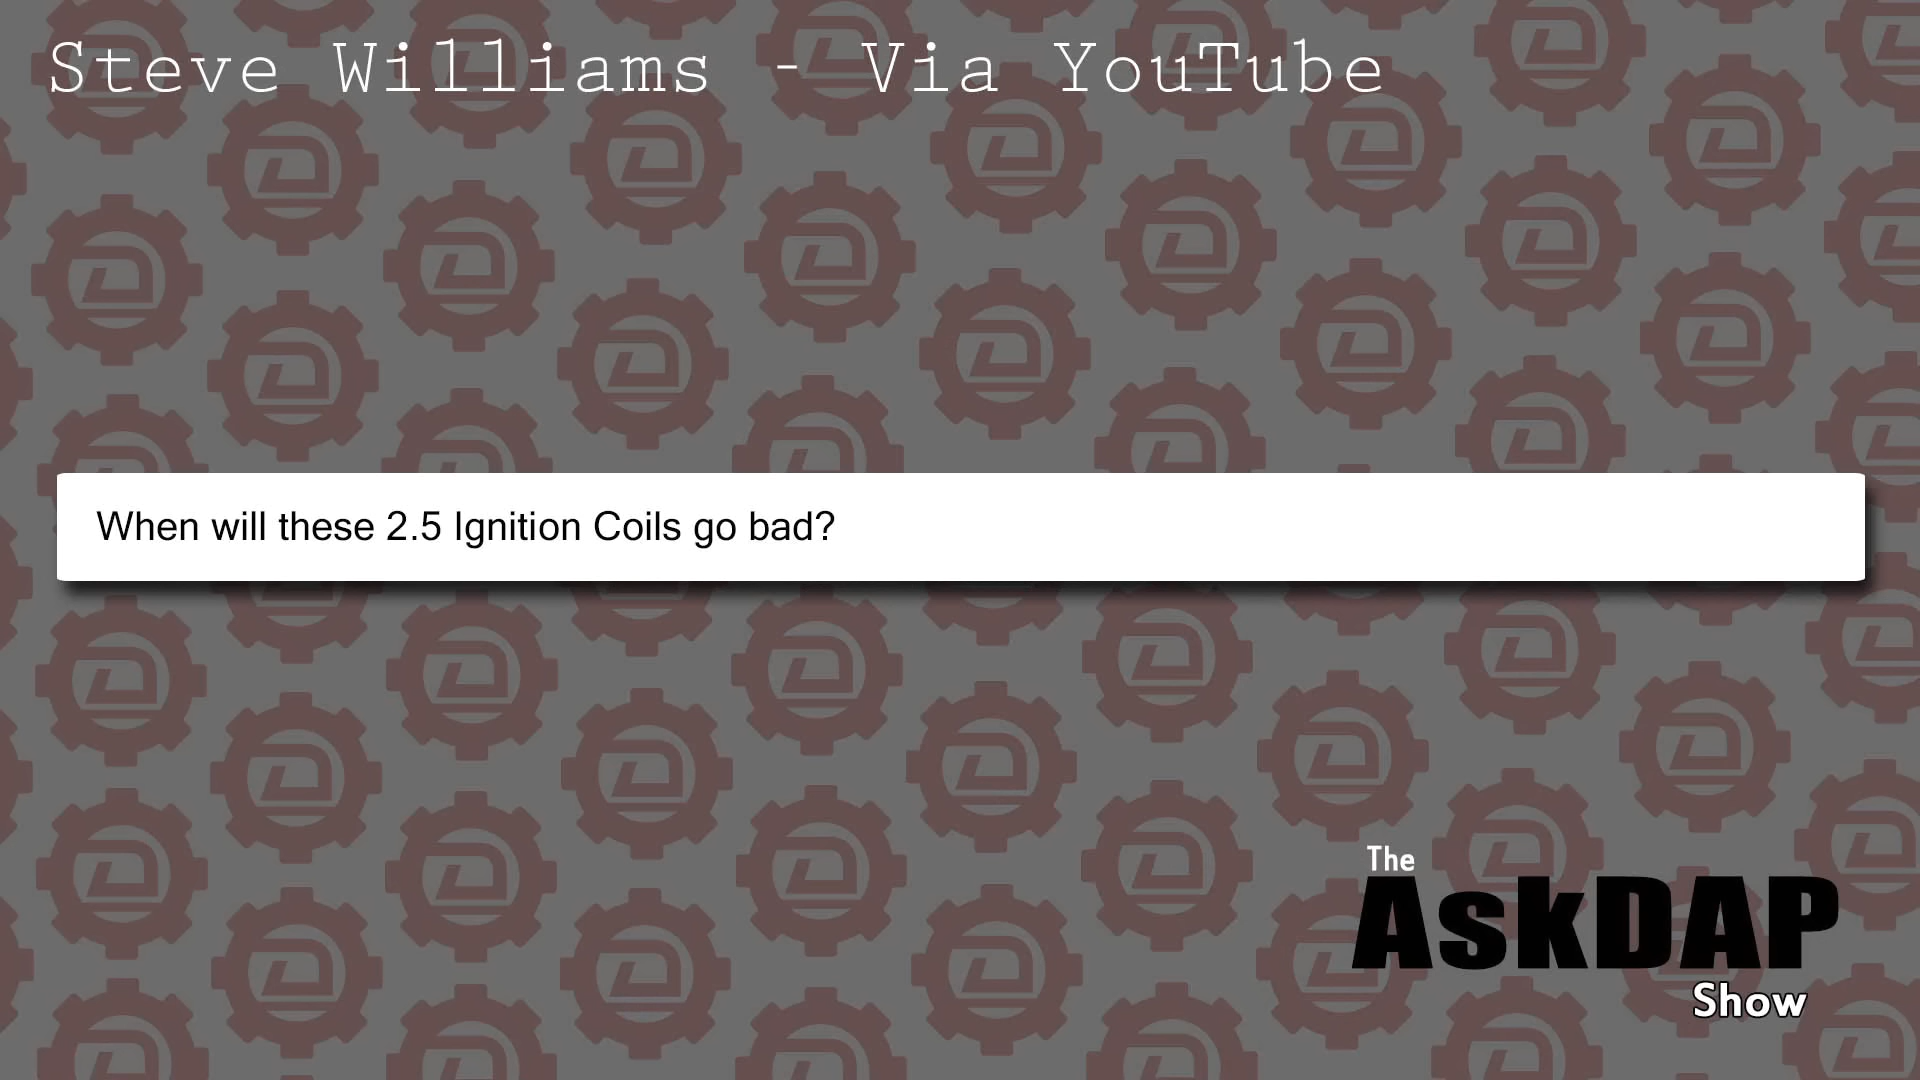 Steve Williams - Via YouTube
When will these 2.5 Ignition Coils go bad?
The
AskDAP
Show